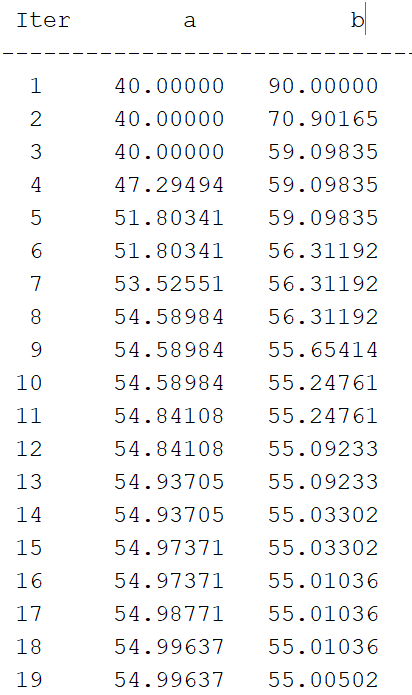 Iter a b
----------------------------------
1 40.00000 90.00000
2 40.00000 70.90165
3 40.00000 59.09835
4 47.29494 59.09835
5 51.80341 59.09835
6 51.80341 56.31192
7 53.52551 56.31192
8 54.58984 56.31192
9 54.58984 55.65414
10 54.58984 55.24761
11 54.84108 55.24761
12 54.84108 55.09233
13 54.93705 55.09233
14 54.93705 55.03302
15 54.97371 55.03302
16 54.97371 55.01036
17 54.98771 55.01036
18 54.99637 55.01036
19 54.99637 55.00502